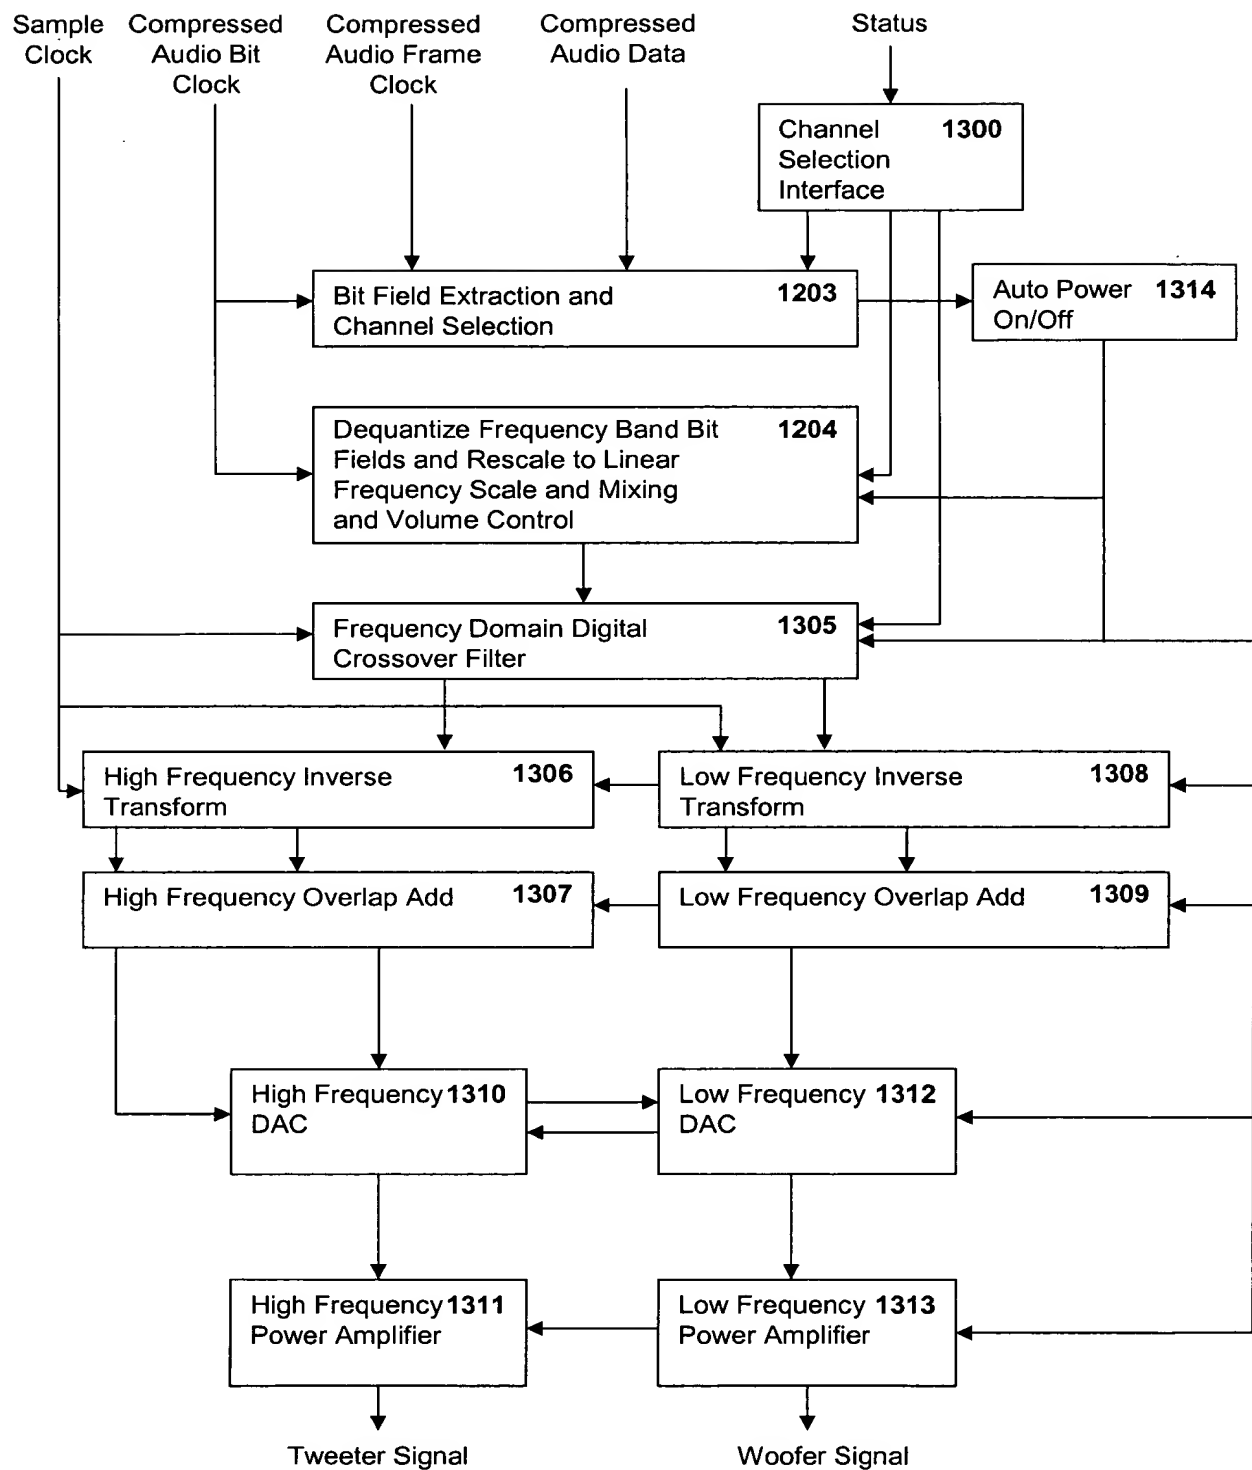 Sample
Clock
Compressed
Audio Bit
Clock
Compressed
Audio Frame
Clock
Compressed
Audio Data
Status
Channel 1300
Selection
Interface
Bit Field Extraction and 1203
Channel Selection
Auto Power 1314
On/Off
Dequantize Frequency Band Bit 1204
Fields and Rescale to Linear
Frequency Scale and Mixing
and Volume Control
Frequency Domain Digital 1305
Crossover Filter
High Frequency Inverse 1306
Transform
Low Frequency Inverse 1308
Transform
High Frequency Overlap Add 1307
Low Frequency Overlap Add 1309
High Frequency 1310
DAC
Low Frequency 1312
DAC
High Frequency 1311
Power Amplifier
Low Frequency 1313
Power Amplifier
Tweeter Signal
Woofer Signal